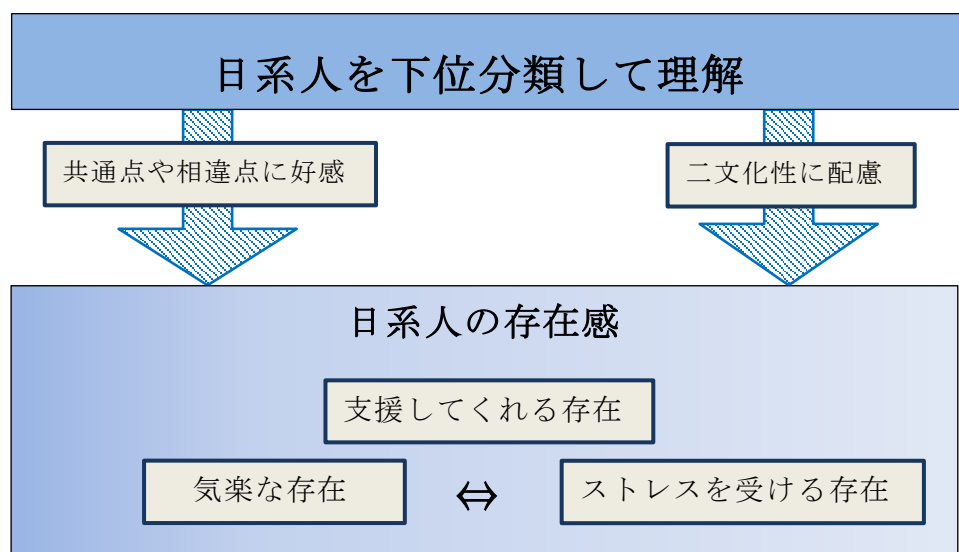 日系人を下位分類して理解
共通点や相違点に好感
二文化性に配慮
日系人の存在感
支援してくれる存在
気楽な存在 ⇔ ストレスを受ける存在